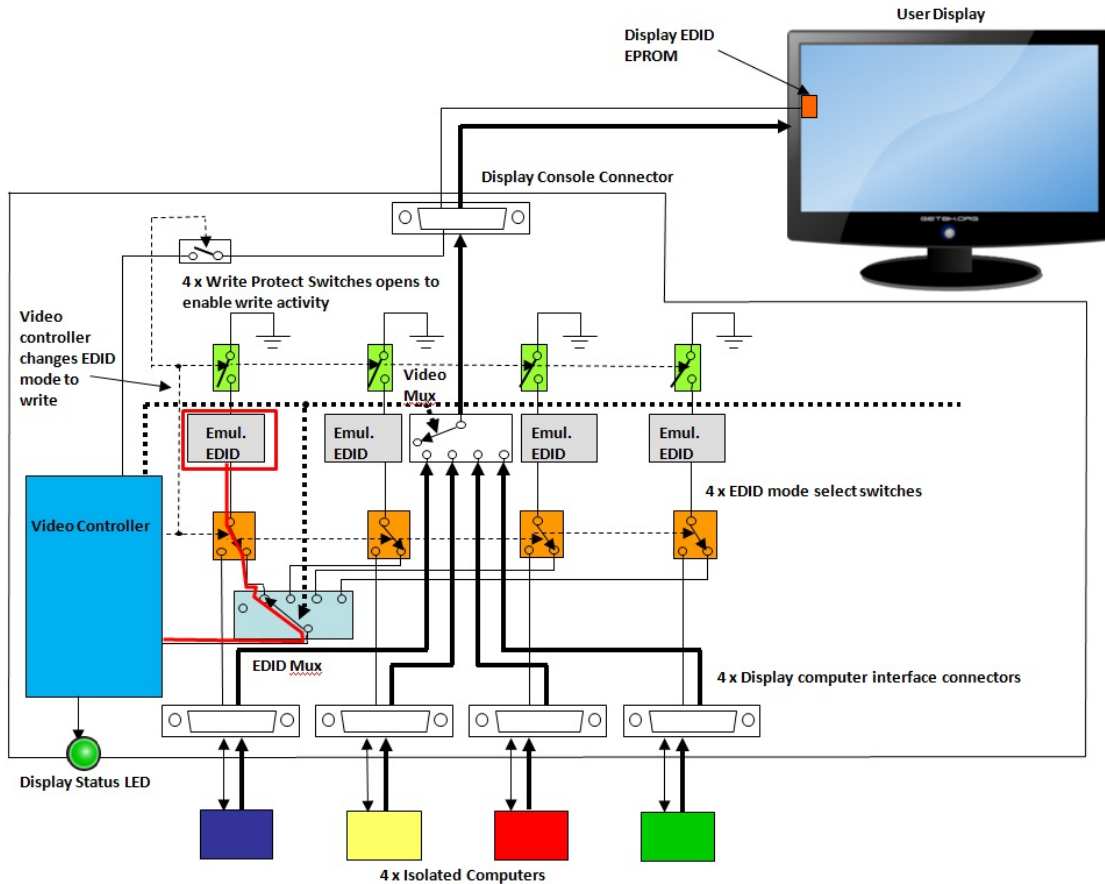 User Display
Display EDID
EPROM
Display Console Connector
GETEK.ORG
4 x Write Protect Switches opens to
enable write activity
Video
controller
changes EDID
mode to
write
Video
Mux
Emul.
EDID
Emul.
EDID
Emul.
EDID
Emul.
EDID
4 x EDID mode select switches
Video Controller
EDID Mux
4 x Display computer interface connectors
Display Status LED
4 x Isolated Computers